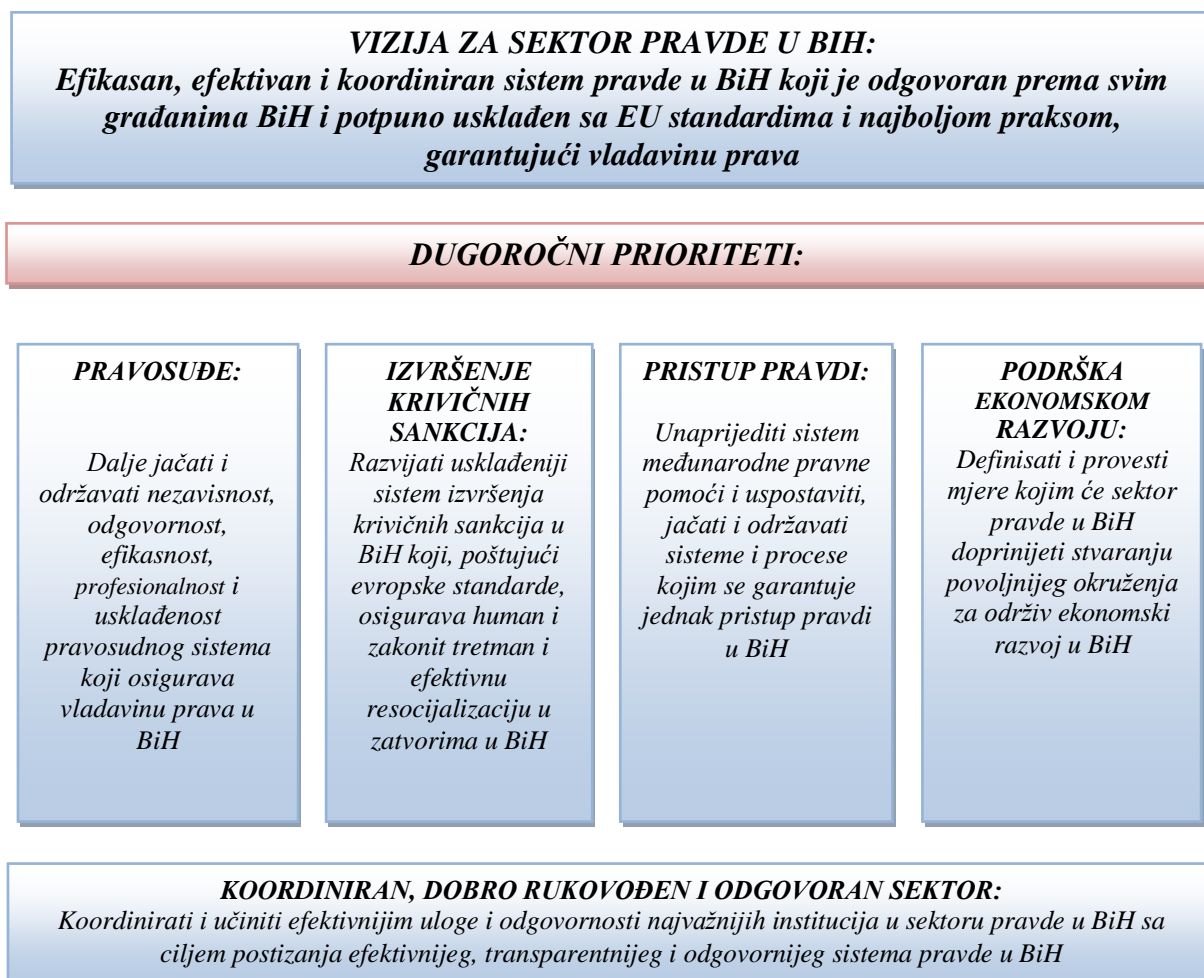 VIZIJA ZA SEKTOR PRAVDE U BIH:
Efikasan, efektivan i koordiniran sistem pravde u BiH koji je odgovoran prema svim
građanima BiH i potpuno usklađen sa EU standardima i najboljom praksom,
garantujući vladavinu prava
DUGOROČNI PRIORITETI:
PRAVOSUĐE:
Dalje jačati i
održavati nezavisnost,
odgovornost,
efikasnost,
profesionalnost i
usklađenost
pravosudnog sistema
koji osigurava
vladavinu prava u
BiH
IZVRŠENJE
KRIVIČNIH
SANKCIJA:
Razvijati usklađeniji
sistem izvršenja
krivičnih sankcija u
BiH koji, poštujući
evropske standarde,
osigurava human i
zakonit tretman i
efektivnu
resocijalizaciju u
zatvorima u BiH
PRISTUP PRAVDI:
Unaprijediti sistem
međunarodne pravne
pomoći i uspostaviti,
jačati i održavati
sisteme i procese
kojim se garantuje
jednak pristup pravdi
u BiH
PODRŠKA
EKONOMSKOM
RAZVOJU:
Definisati i provesti
mjere kojim će sektor
pravde u BiH
doprinijeti stvaranju
povoljnijeg okruženja
za održiv ekonomski
razvoj u BiH
KOORDINIRAN, DOBRO RUKOVOĐEN I ODGOVORAN SEKTOR:
Koordinirati i učiniti efektivnijim uloge i odgovornosti najvažnijih institucija u sektoru pravde u BiH sa
ciljem postizanja efektivnijeg, transparentnijeg i odgovornijeg sistema pravde u BiH